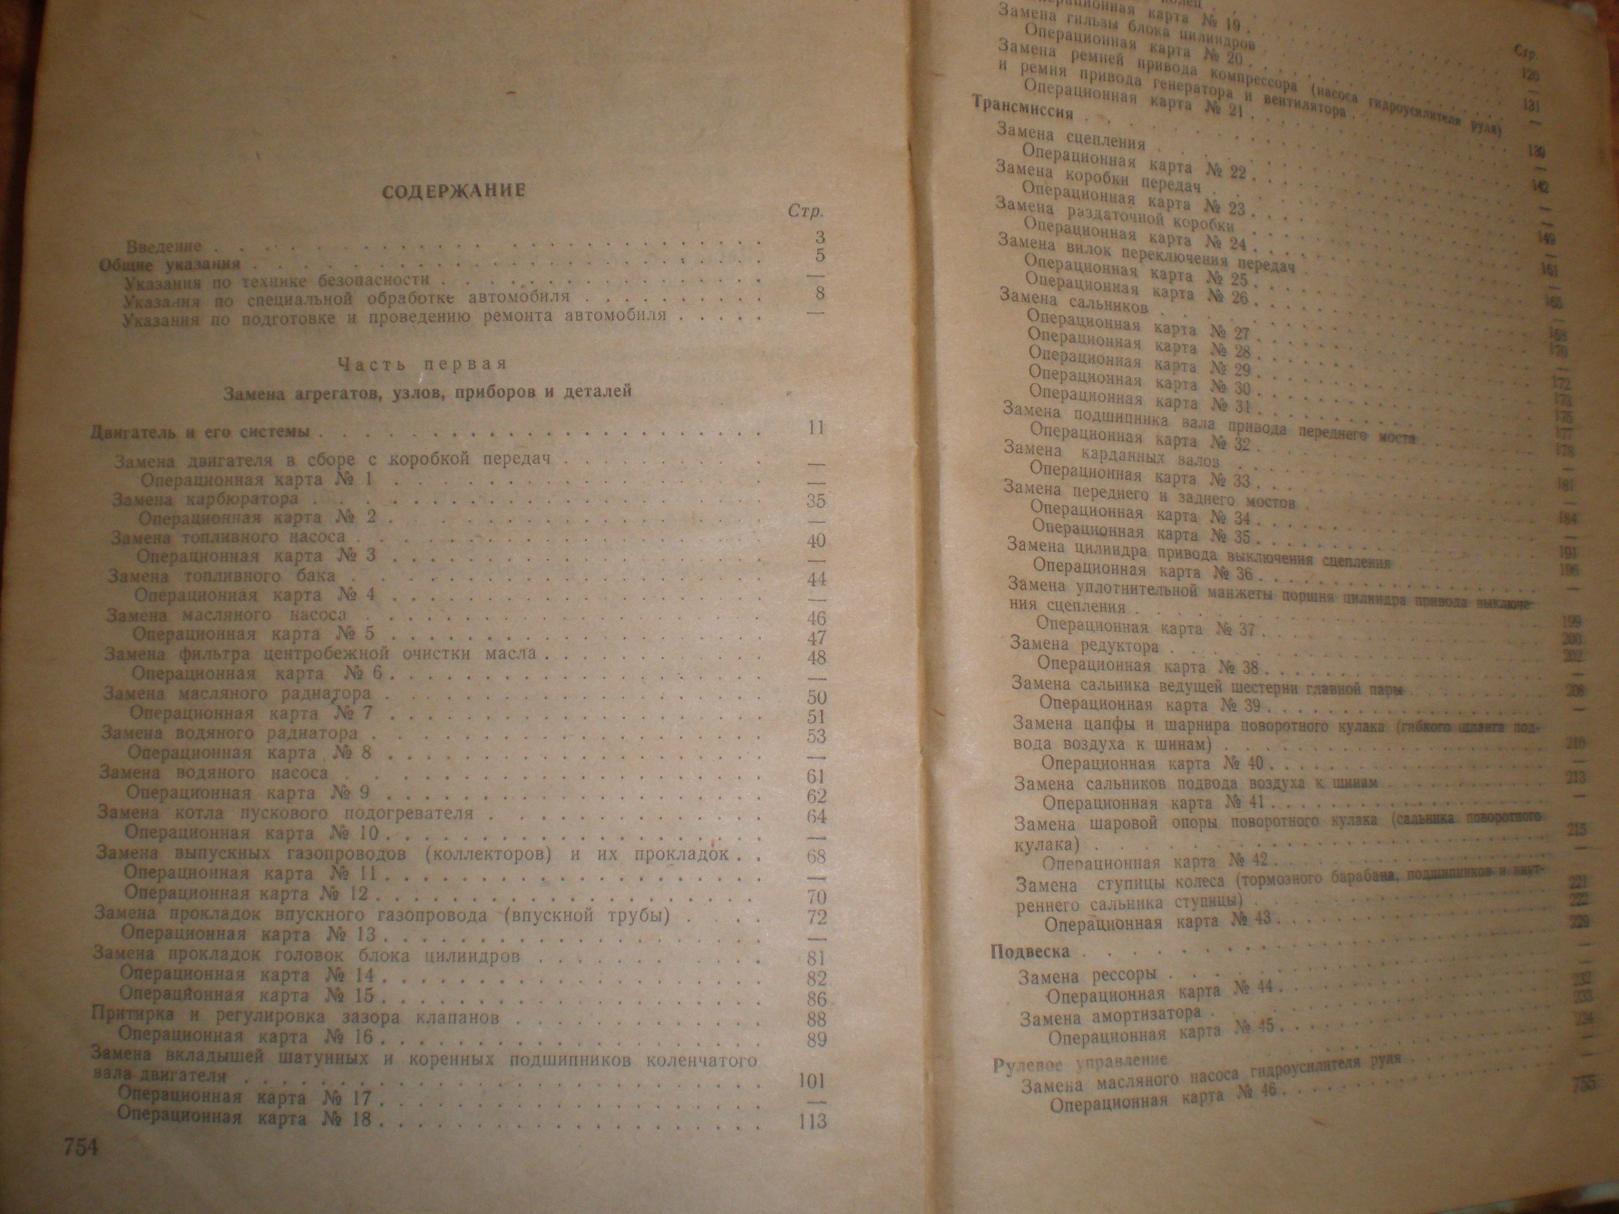 СОДЕРЖАНИЕ
Стр.
Введение . . . . . 3
Общие указания . . . . . 5
Указания по технике безопасности . . . . . —
Указания по специальной обработке автомобиля . . . . . 8
Указания по подготовке и проведению ремонта автомобиля . . . . . —
Часть первая
Замена агрегатов, узлов, приборов и деталей
Двигатель и его системы . . . . . 11
Замена двигателя в сборе с коробкой передач . . . . . —
Операционная карта № 1 . . . . . —
Замена карбюратора . . . . . 35
Операционная карта № 2 . . . . . —
Замена топливного насоса . . . . . 40
Операционная карта № 3 . . . . . —
Замена топливного бака . . . . . 44
Операционная карта № 4 . . . . . —
Замена масляного насоса . . . . . 46
Операционная карта № 5 . . . . . 47
Замена фильтра центробежной очистки масла . . . . . 48
Операционная карта № 6 . . . . . —
Замена масляного радиатора . . . . . 50
Операционная карта № 7 . . . . . 51
Замена водяного радиатора . . . . . 53
Операционная карта № 8 . . . . . —
Замена водяного насоса . . . . . 61
Операционная карта № 9 . . . . . 62
Замена котла пускового подогревателя . . . . . 64
Операционная карта № 10 . . . . . —
Замена выпускных газопроводов (коллекторов) и их прокладок . . 68
Операционная карта № 11 . . . . . —
Операционная карта № 12 . . . . . 70
Замена прокладок впускного газопровода (впускной трубы) . . . . 72
Операционная карта № 13 . . . . . —
Замена прокладок головок блока цилиндров . . . . . 81
Операционная карта № 14 . . . . . 82
Операционная карта № 15 . . . . . 86
Притирка и регулировка зазора клапанов . . . . . 88
Операционная карта № 16 . . . . . 89
Замена вкладышей шатунных и коренных подшипников коленчатого
вала двигателя . . . . . 101
Операционная карта № 17 . . . . . —
Операционная карта № 18 . . . . . 113
754
Стр.
колец
Операционная карта № 19 . . . . .
Замена гильзы блока цилиндров
Операционная карта № 20 . . . . .
Замена ремней привода компрессора (насоса гидроусилителя руля)
и ремня привода генератора и вентилятора . . . . .
Операционная карта № 21 . . . . .
Трансмиссия . . . . .
Замена сцепления . . . . .
Операционная карта № 22 . . . . .
Замена коробки передач . . . . .
Операционная карта № 23 . . . . .
Замена раздаточной коробки . . . . .
Операционная карта № 24 . . . . .
Замена вилок переключения передач . . . . .
Операционная карта № 25 . . . . .
Операционная карта № 26 . . . . .
Замена сальников . . . . .
Операционная карта № 27 . . . . .
Операционная карта № 28 . . . . .
Операционная карта № 29 . . . . .
Операционная карта № 30 . . . . .
Операционная карта № 31 . . . . .
Замена подшипника вала привода переднего моста . . . . .
Операционная карта № 32 . . . . .
Замена карданных валов . . . . .
Операционная карта № 33 . . . . .
Замена переднего и заднего мостов . . . . .
Операционная карта № 34 . . . . .
Операционная карта № 35 . . . . .
Замена цилиндра привода выключения сцепления . . . . .
Операционная карта № 36 . . . . .
Замена уплотнительной манжеты поршня цилиндра привода выключе-
ния сцепления . . . . .
Операционная карта № 37 . . . . .
Замена редуктора . . . . .
Операционная карта № 38 . . . . .
Замена сальника ведущей шестерни главной пары . . . . .
Операционная карта № 39 . . . . .
Замена цапфы и шарнира поворотного кулака (гибкого шланга под-
вода воздуха к шинам) . . . . .
Операционная карта № 40 . . . . .
Замена сальников подвода воздуха к шинам . . . . .
Операционная карта № 41 . . . . .
Замена шаровой опоры поворотного кулака (сальника поворотного
кулака) . . . . .
Операционная карта № 42 . . . . .
Замена ступицы колеса (тормозного барабана, подшипников и внут-
реннего сальника ступицы) . . . . .
Операционная карта № 43 . . . . .
Подвеска . . . . .
Замена рессоры . . . . .
Операционная карта № 44 . . . . .
Замена амортизатора . . . . .
Операционная карта № 45 . . . . .
Рулевое управление
Замена масляного насоса гидроусилителя руля . . . . .
Операционная карта № 46 . . . . .
755